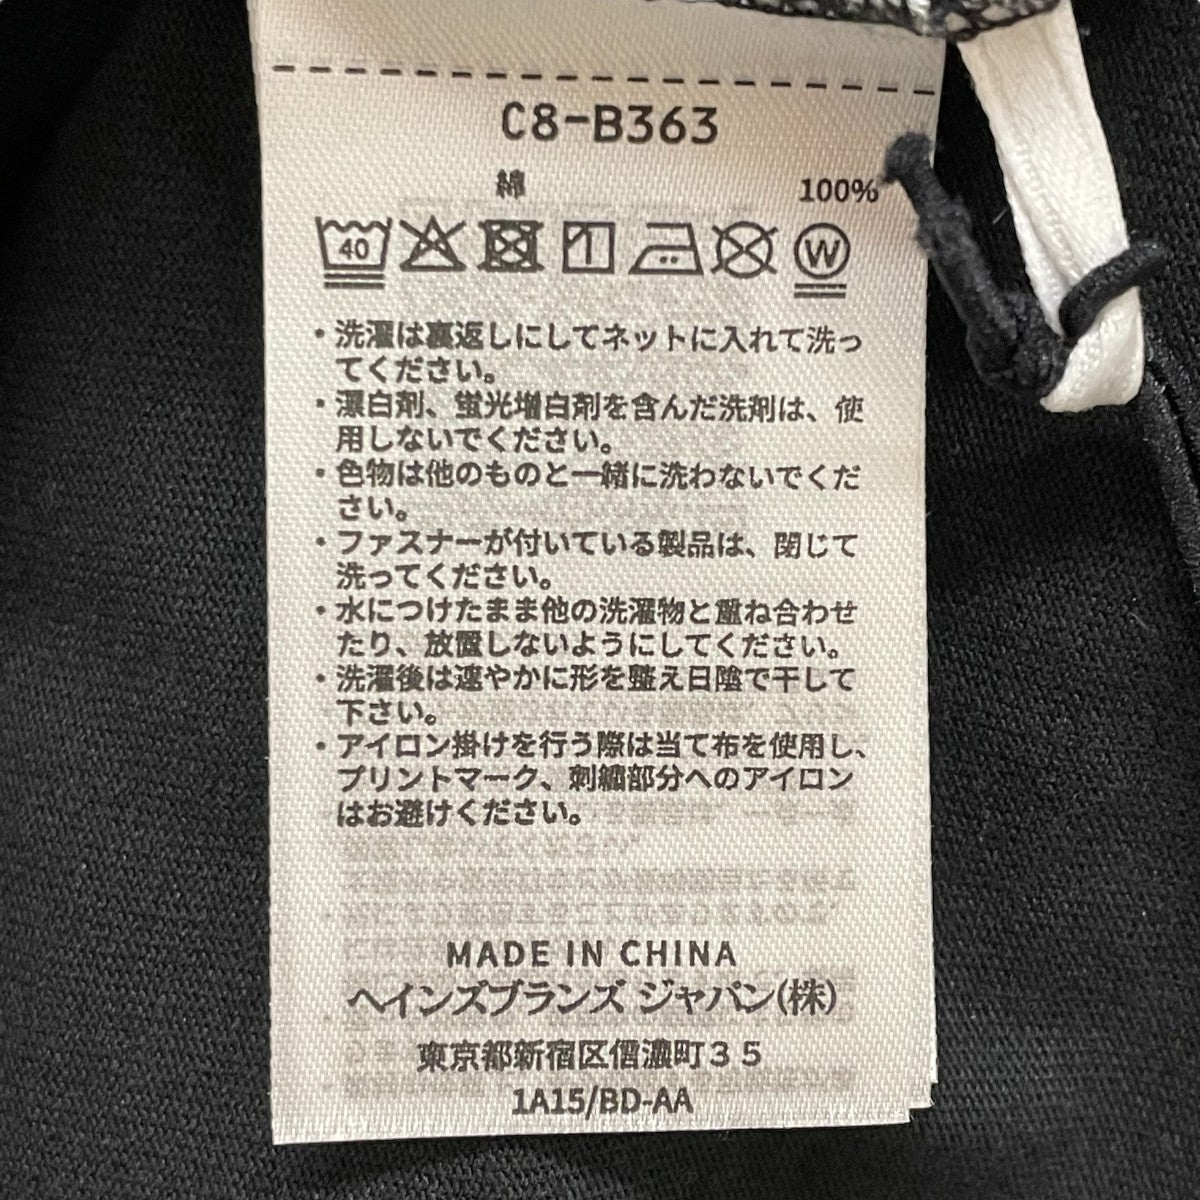 C8-B363
綿 100%
40
W
・洗濯は裏返しにしてネットに入れて洗っ
てください。
・漂白剤、蛍光増白剤を含んだ洗剤は、使
用しないでください。
・色物は他のものと一緒に洗わないでくだ
さい。
・ファスナーが付いている製品は、閉じて
洗ってください。
・水につけたまま他の洗濯物と重ね合わせ
たり、放置しないようにしてください。
・洗濯後は速やかに形を整え日陰で干して
下さい。
・アイロン掛けを行う際は当て布を使用し、
プリントマーク、刺繍部分へのアイロン
はお避けください。
MADE IN CHINA
ヘインズブランズ ジャパン(株)
東京都新宿区信濃町３５
1A15/BD-AA